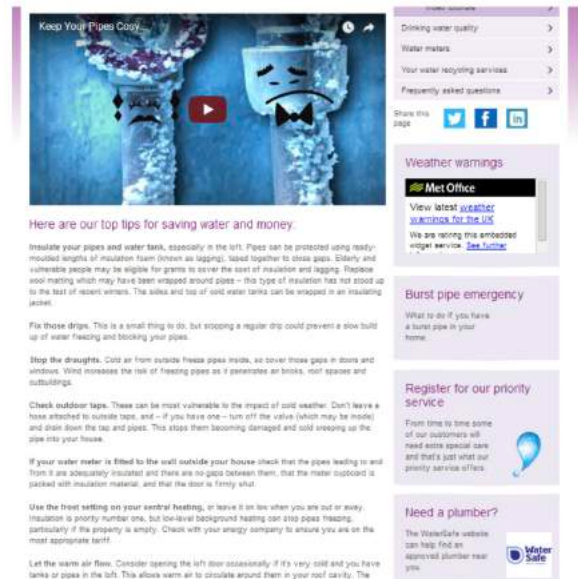 Keep Your Pipes Cosy...
Here are our top tips for saving water and money:
Insulate your pipes and water tank, especially in the loft. Pipes can be protected using ready-
moulded lengths of insulation foam (known as lagging), taped together to close gaps. Elderly and
vulnerable people may be eligible for grants to cover the cost of insulation and lagging. Replace
wool matting which may have been wrapped around pipes – this type of insulation has not stood up
to the test of recent winters. The sides and top of cold water tanks can be wrapped in an insulating
jacket.
Fix those drips. This is a small thing to do, but stopping a regular drip could prevent a slow build
up of water freezing and blocking your pipes.
Stop the draughts. Cold air from outside freeze pipes inside, so cover those gaps in doors and
windows. Wind increases the risk of freezing pipes as it penetrates air bricks, roof spaces and
outbuildings.
Check outdoor taps. These can be most vulnerable to the impact of cold weather. Don't leave a
hose attached to outside taps, and – if you have one – turn off the valve (which may be inside)
and drain down the tap and pipes. This stops them becoming damaged and cold creeping up the
pipe into your house.
If your water meter is fitted to the wall outside your house check that the pipes leading to and
from it are adequately insulated and there are no gaps between them, that the meter cupboard is
packed with insulation material, and that the door is firmly shut.
Use the frost setting on your central heating, or leave it on low when you are out or away.
Insulation is priority number one, but low-level background heating can stop pipes freezing,
particularly if the property is empty. Check with your energy company to ensure you are on the
most appropriate tariff.
Let the warm air flow. Consider opening the loft door occasionally if it's very cold and you have
tanks or pipes in the loft. This allows warm air to circulate around them in your roof cavity. The
Drinking water quality
Water meters
Your water recycling services
Frequently asked questions
Share this
page
Weather warnings
Met Office
View latest weather
warnings for the UK
We are retiring this embedded
widget service. See further
Burst pipe emergency
What to do if you have
a burst pipe in your
home.
Register for our priority
service
From time to time some
of our customers will
need extra special care
and that's just what our
priority service offers.
Need a plumber?
The WaterSafe website
can help find an
approved plumber near
you.
Water
Safe